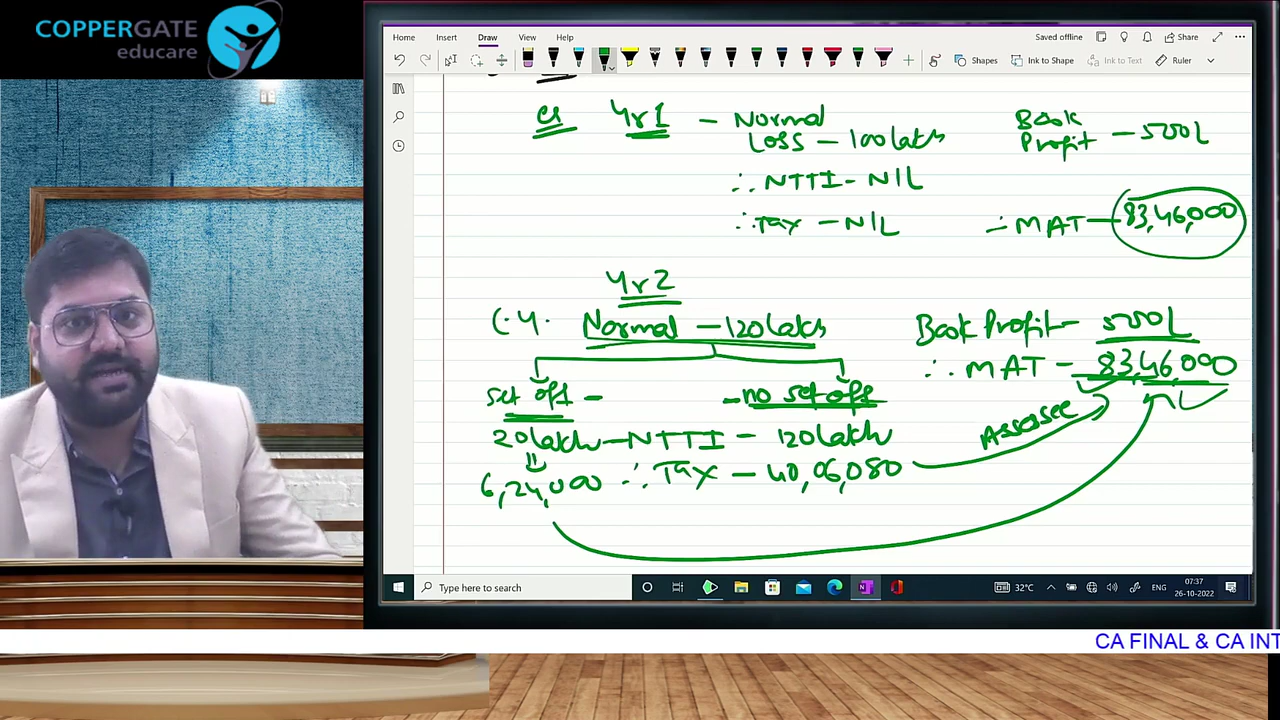 COPPERGATE
educare
Home Insert Draw View Help
Saved offline
Share
Shapes
Ink to Shape
Ink to Text
Ruler
eg Yr1 - Normal Loss - 100 lakh
Book Profit - 500L
∴ NTTI - NIL
∴ Tax - NIL
∴ MAT - 83,46,000
Yr2
C.Y. Normal - 120 lakhs
Book Profit - 500L
∴ MAT - 83,46,000
set off -
- no set off
Assessee
20 lakh - NTTI - 120 lakh
6,24,000 ∴ Tax - 40,06,080
Type here to search
32°C
ENG
07:37
26-10-2022
CA FINAL & CA INT